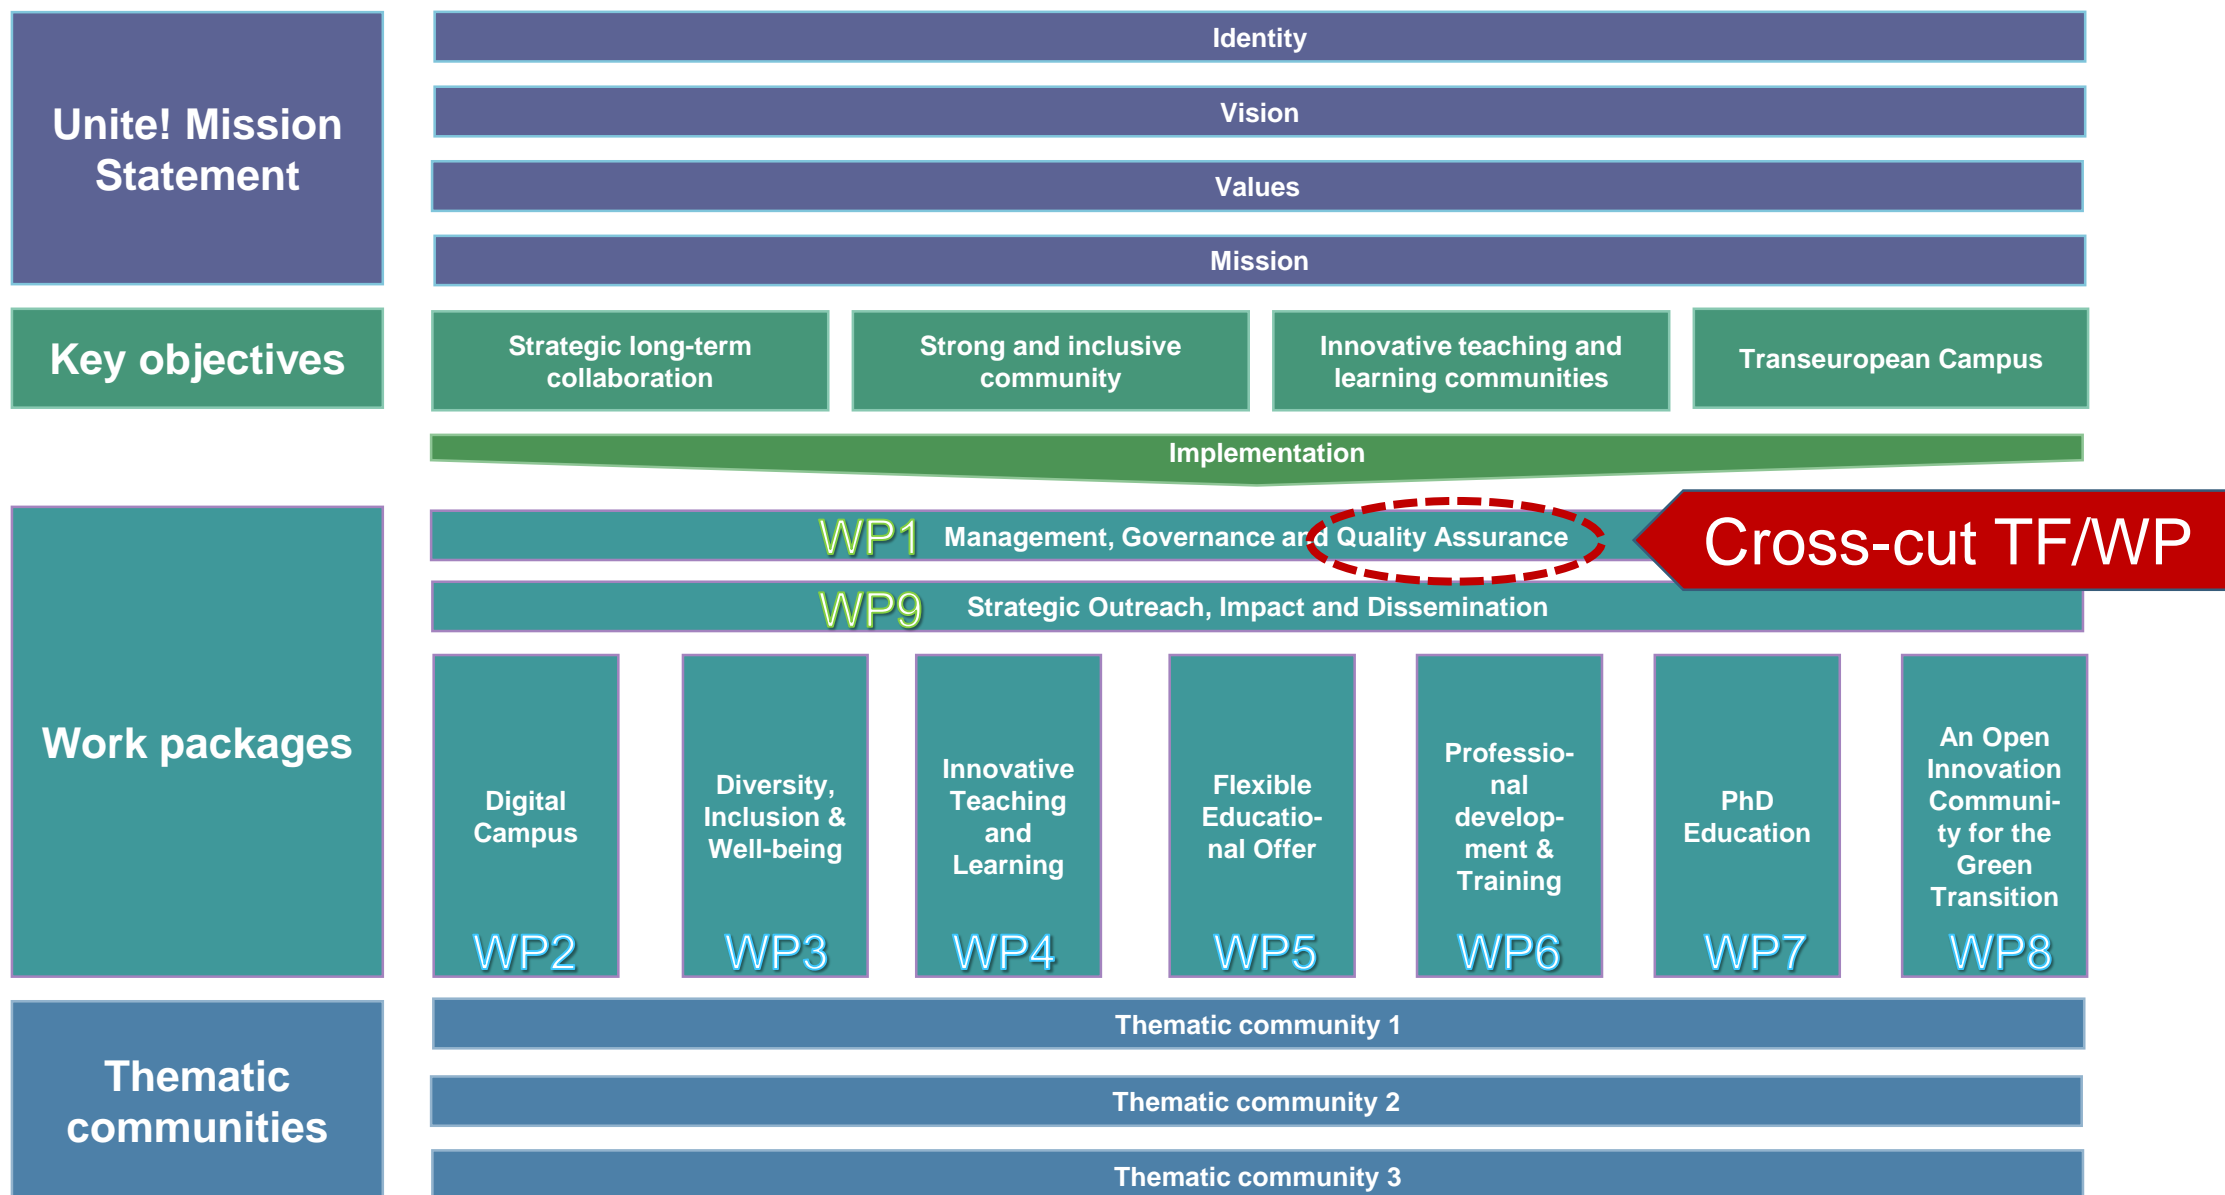 Unite! Mission
Statement
Identity
Vision
Values
Mission
Key objectives
Strategic long-term
collaboration
Strong and inclusive
community
Innovative teaching and
learning communities
Transeuropean Campus
Implementation
Work packages
WP1 Management, Governance and Quality Assurance
Cross-cut TF/WP
WP9 Strategic Outreach, Impact and Dissemination
Digital
Campus
WP2
Diversity,
Inclusion &
Well-being
WP3
Innovative
Teaching
and
Learning
WP4
Flexible
Educatio-
nal Offer
WP5
Professio-
nal
develop-
ment &
Training
WP6
PhD
Education
WP7
An Open
Innovation
Communi-
ty for the
Green
Transition
WP8
Thematic
communities
Thematic community 1
Thematic community 2
Thematic community 3